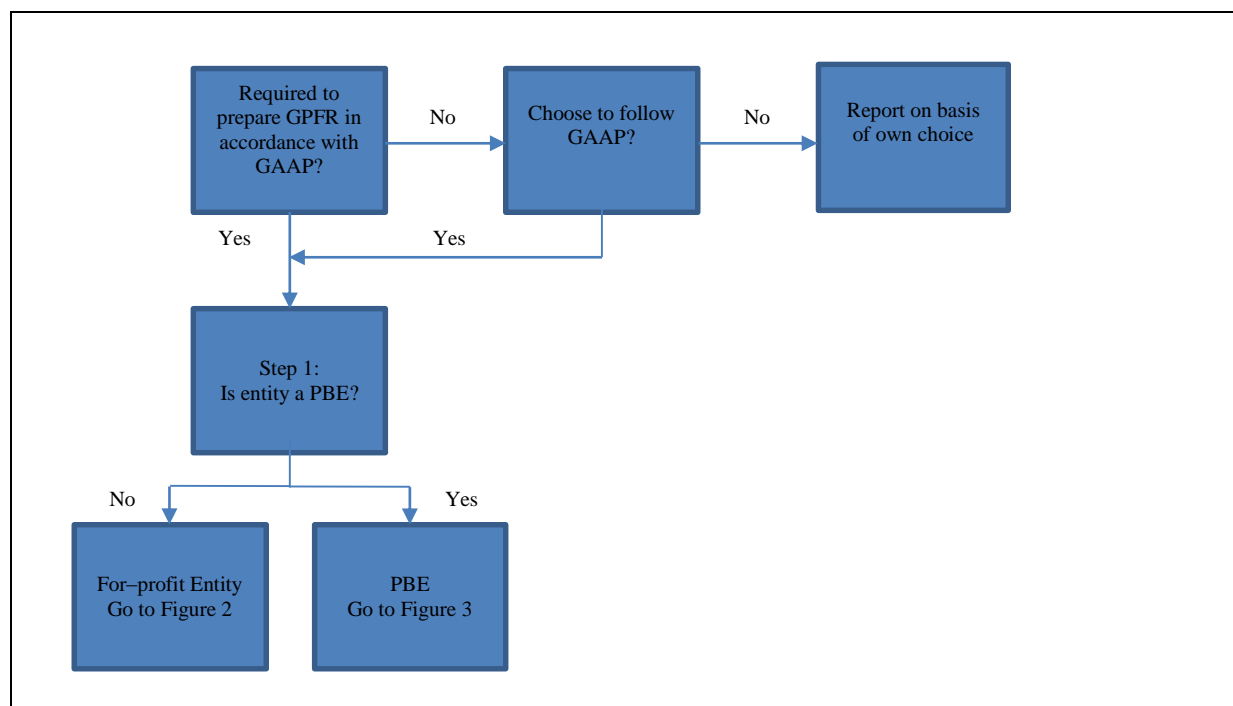 Required to
prepare GPFR in
accordance with
GAAP?
No
Choose to follow
GAAP?
No
Report on basis
of own choice
Yes
Yes
Step 1:
Is entity a PBE?
No
Yes
For–profit Entity
Go to Figure 2
PBE
Go to Figure 3